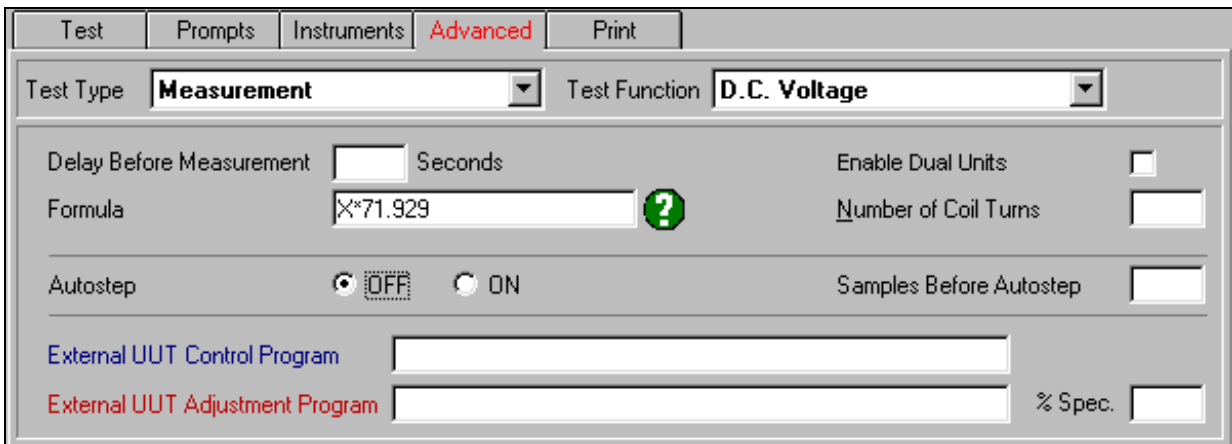 Test Prompts Instruments Advanced Print
Test Type Measurement Test Function D.C. Voltage
Delay Before Measurement Seconds Enable Dual Units
Formula X*71.929 ? Number of Coil Turns
Autostep OFF ON Samples Before Autostep
External UUT Control Program
External UUT Adjustment Program % Spec.